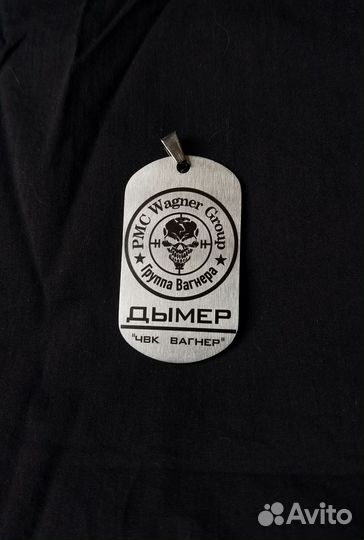 PMC Wagner Group
Группа Вагнера
ДЫМЕР
"ЧВК ВАГНЕР"
Avito